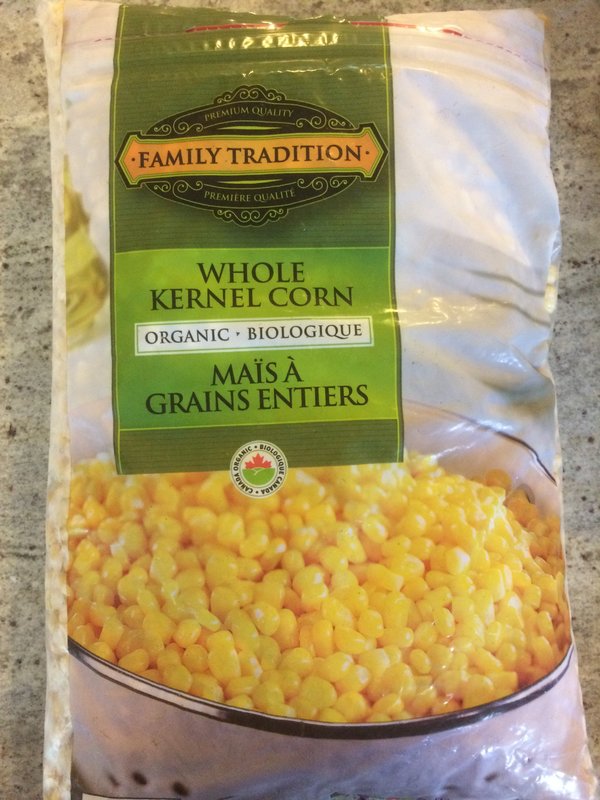 PREMIUM QUALITY
·FAMILY TRADITION·
PREMIÈRE QUALITÉ
WHOLE
KERNEL CORN
ORGANIC · BIOLOGIQUE
MAÏS À
GRAINS ENTIERS
CANADA ORGANIC · BIOLOGIQUE CANADA ·